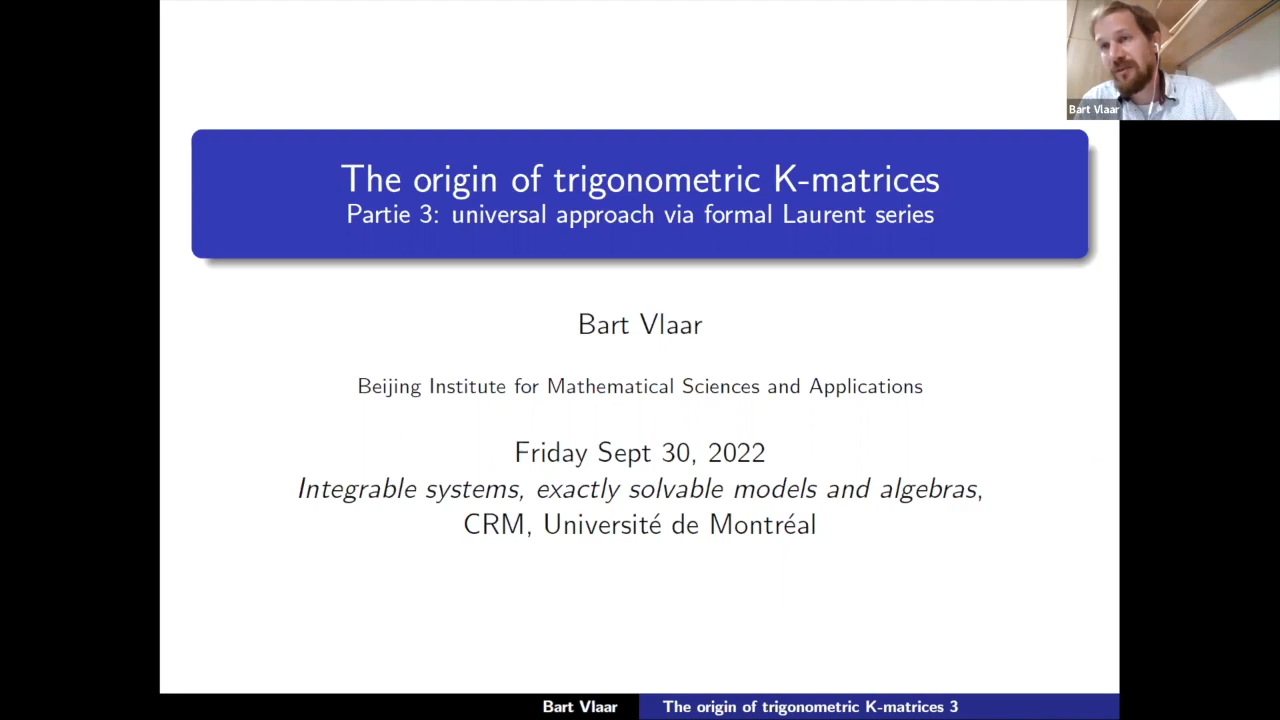 Bart Vlaar
The origin of trigonometric K-matrices
Partie 3: universal approach via formal Laurent series
Bart Vlaar
Beijing Institute for Mathematical Sciences and Applications
Friday Sept 30, 2022
Integrable systems, exactly solvable models and algebras,
CRM, Université de Montréal
Bart Vlaar
The origin of trigonometric K-matrices 3